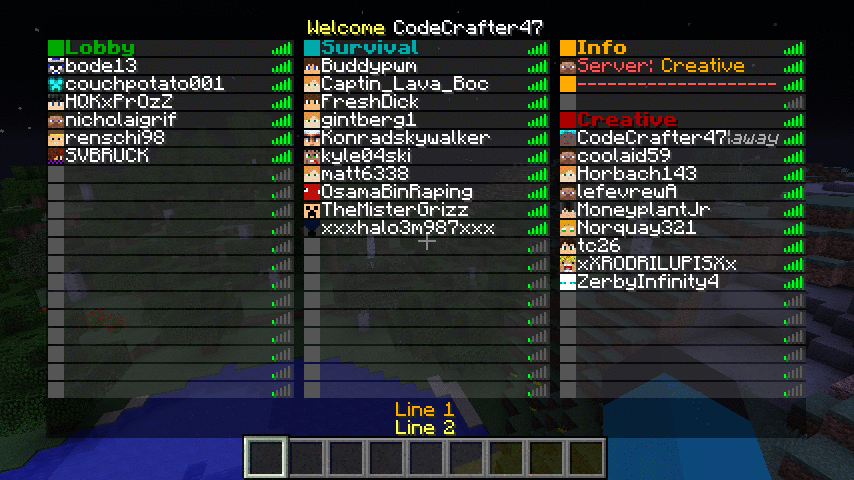 Welcome CodeCrafter47
Lobby
bode13
couchpotato001
HQKxPrOzZ
nicholaigrif
renschi98
SVBRUCK
Survival
Buddypwm
Captin_Lava_Boc
FreshDick
gintberg1
Konradskywalker
kyle04ski
matt6338
OsamaBinRaping
TheMisterGrizz
xxxhalo3m987xxx
Info
Server: Creative
-------------------
Creative
CodeCrafter47|away
coolaid59
Horbach143
lefevrewA
MoneyplantJr
Norquay321
tc26
xXRODRILUPISXx
ZerbyInfinity4
Line 1
Line 2